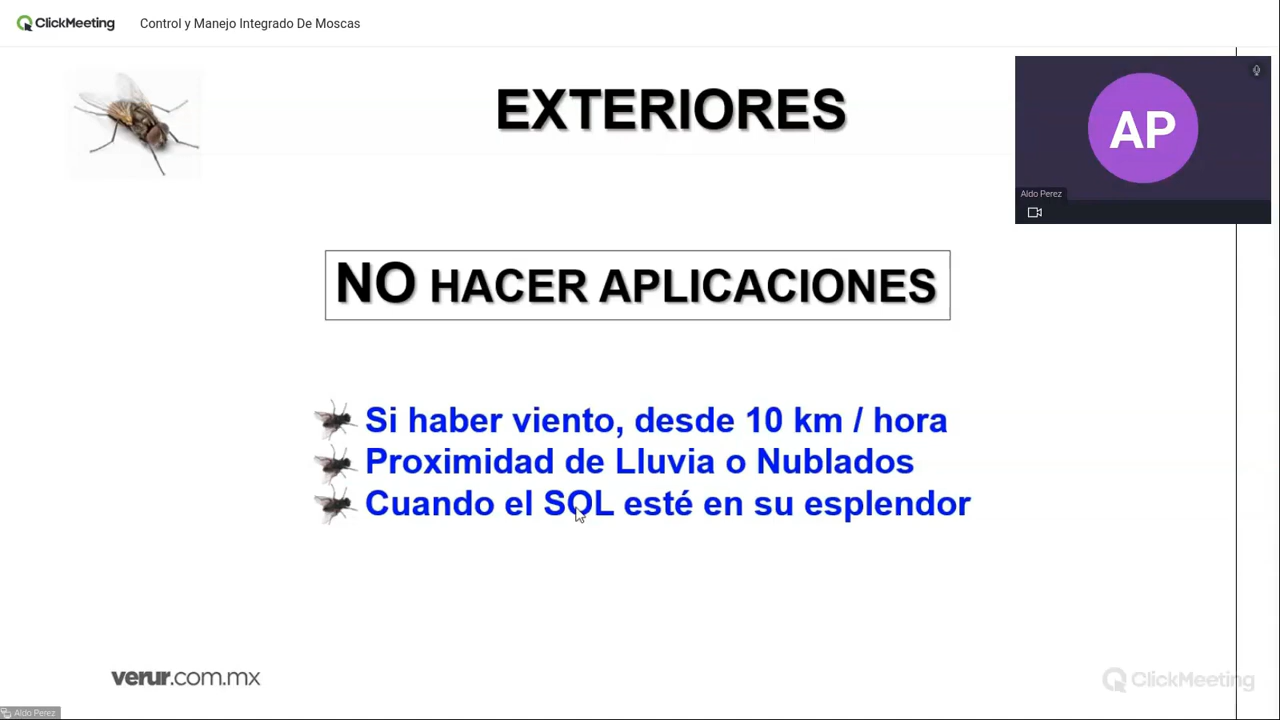 ClickMeeting Control y Manejo Integrado De Moscas
EXTERIORES
AP
Aldo Perez
NO HACER APLICACIONES
Si haber viento, desde 10 km / hora
Proximidad de Lluvia o Nublados
Cuando el SOL esté en su esplendor
verur.com.mx
ClickMeeting
Aldo Perez